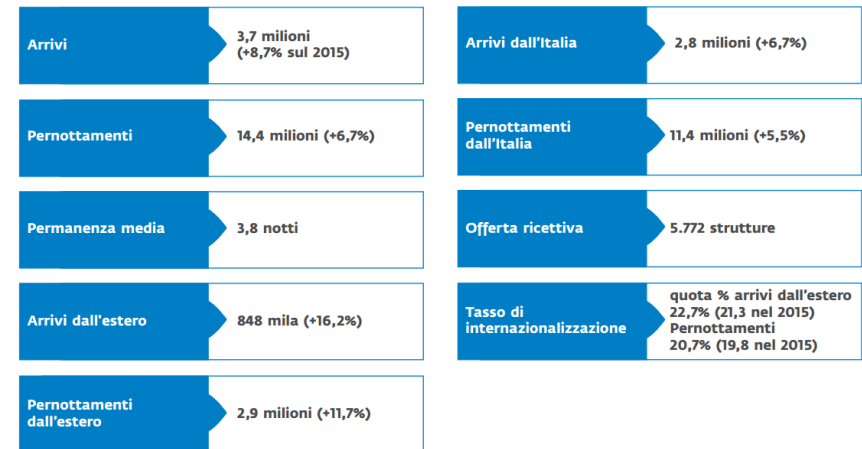 Arrivi
3,7 milioni
(+8,7% sul 2015)
Pernottamenti
14,4 milioni (+6,7%)
Permanenza media
3,8 notti
Arrivi dall'estero
848 mila (+16,2%)
Pernottamenti
dall'estero
2,9 milioni (+11,7%)
Arrivi dall'Italia
2,8 milioni (+6,7%)
Pernottamenti
dall'Italia
11,4 milioni (+5,5%)
Offerta ricettiva
5.772 strutture
Tasso di
internazionalizzazione
quota % arrivi dall'estero
22,7% (21,3 nel 2015)
Pernottamenti
20,7% (19,8 nel 2015)